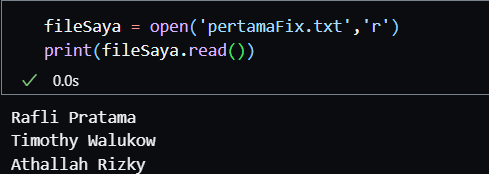 fileSaya = open('pertamaFix.txt','r')
print(fileSaya.read())
0.0s
Rafli Pratama
Timothy Walukow
Athallah Rizky